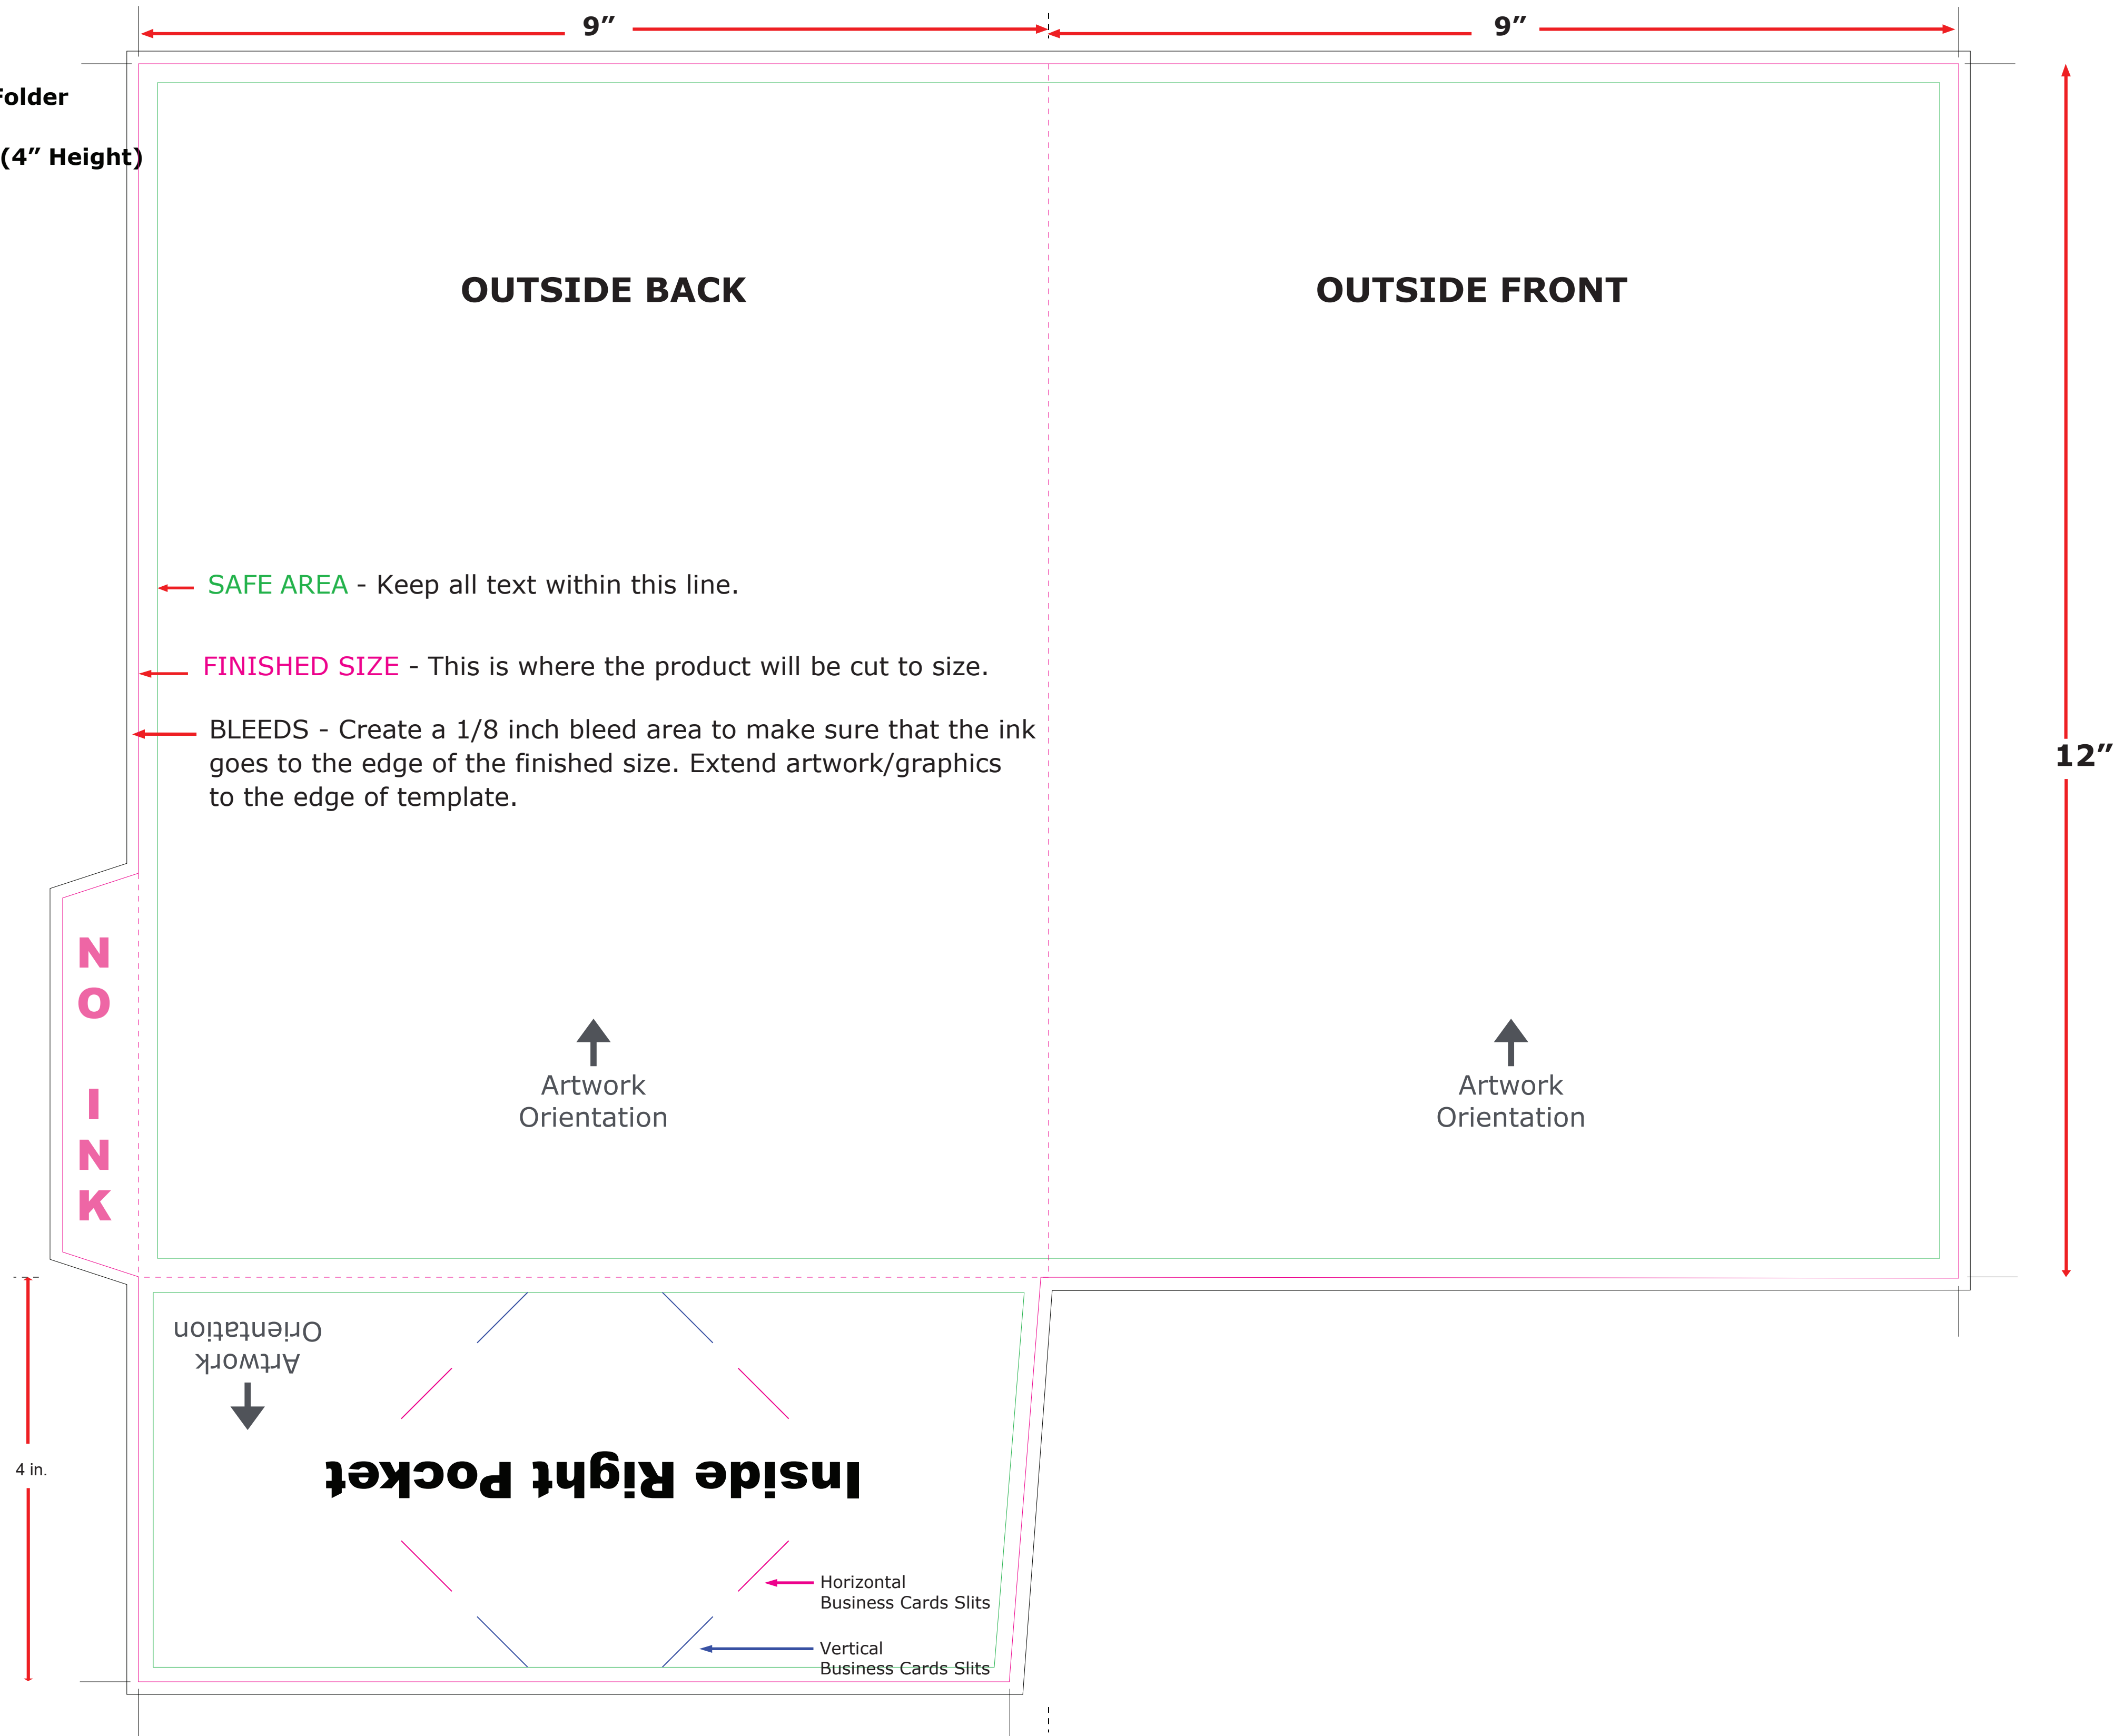 9” 9”
Folder
(4” Height)
OUTSIDE BACK
OUTSIDE FRONT
SAFE AREA - Keep all text within this line.
FINISHED SIZE - This is where the product will be cut to size.
BLEEDS - Create a 1/8 inch bleed area to make sure that the ink
goes to the edge of the finished size. Extend artwork/graphics
to the edge of template.
12”
NO INK
Artwork
Orientation
Artwork
Orientation
Artwork
Orientation
4 in.
Inside Right Pocket
Horizontal
Business Cards Slits
Vertical
Business Cards Slits